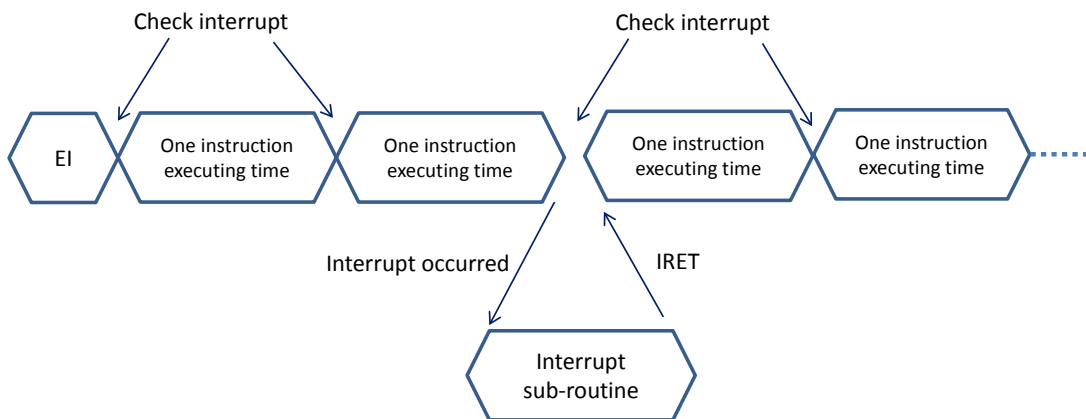 Check interrupt
Check interrupt
EI
One instruction
executing time
One instruction
executing time
One instruction
executing time
One instruction
executing time
Interrupt occurred
IRET
Interrupt
sub-routine